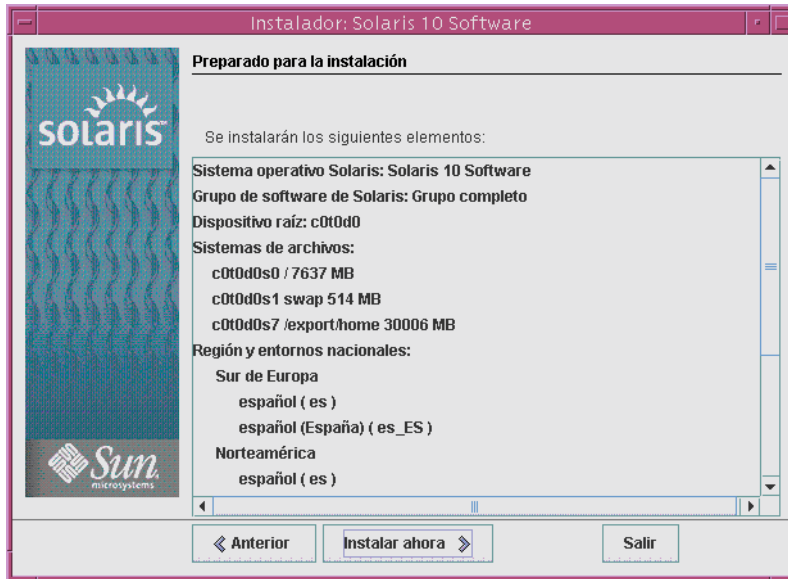 Instalador: Solaris 10 Software
solaris
Preparado para la instalación
Se instalarán los siguientes elementos:
Sistema operativo Solaris: Solaris 10 Software
Grupo de software de Solaris: Grupo completo
Dispositivo raíz: c0t0d0
Sistemas de archivos:
c0t0d0s0 / 7637 MB
c0t0d0s1 swap 514 MB
c0t0d0s7 /export/home 30006 MB
Región y entornos nacionales:
Sur de Europa
español ( es )
español (España) ( es_ES )
Norteamérica
español ( es )
Sun
microsystems
Anterior
Instalar ahora
Salir